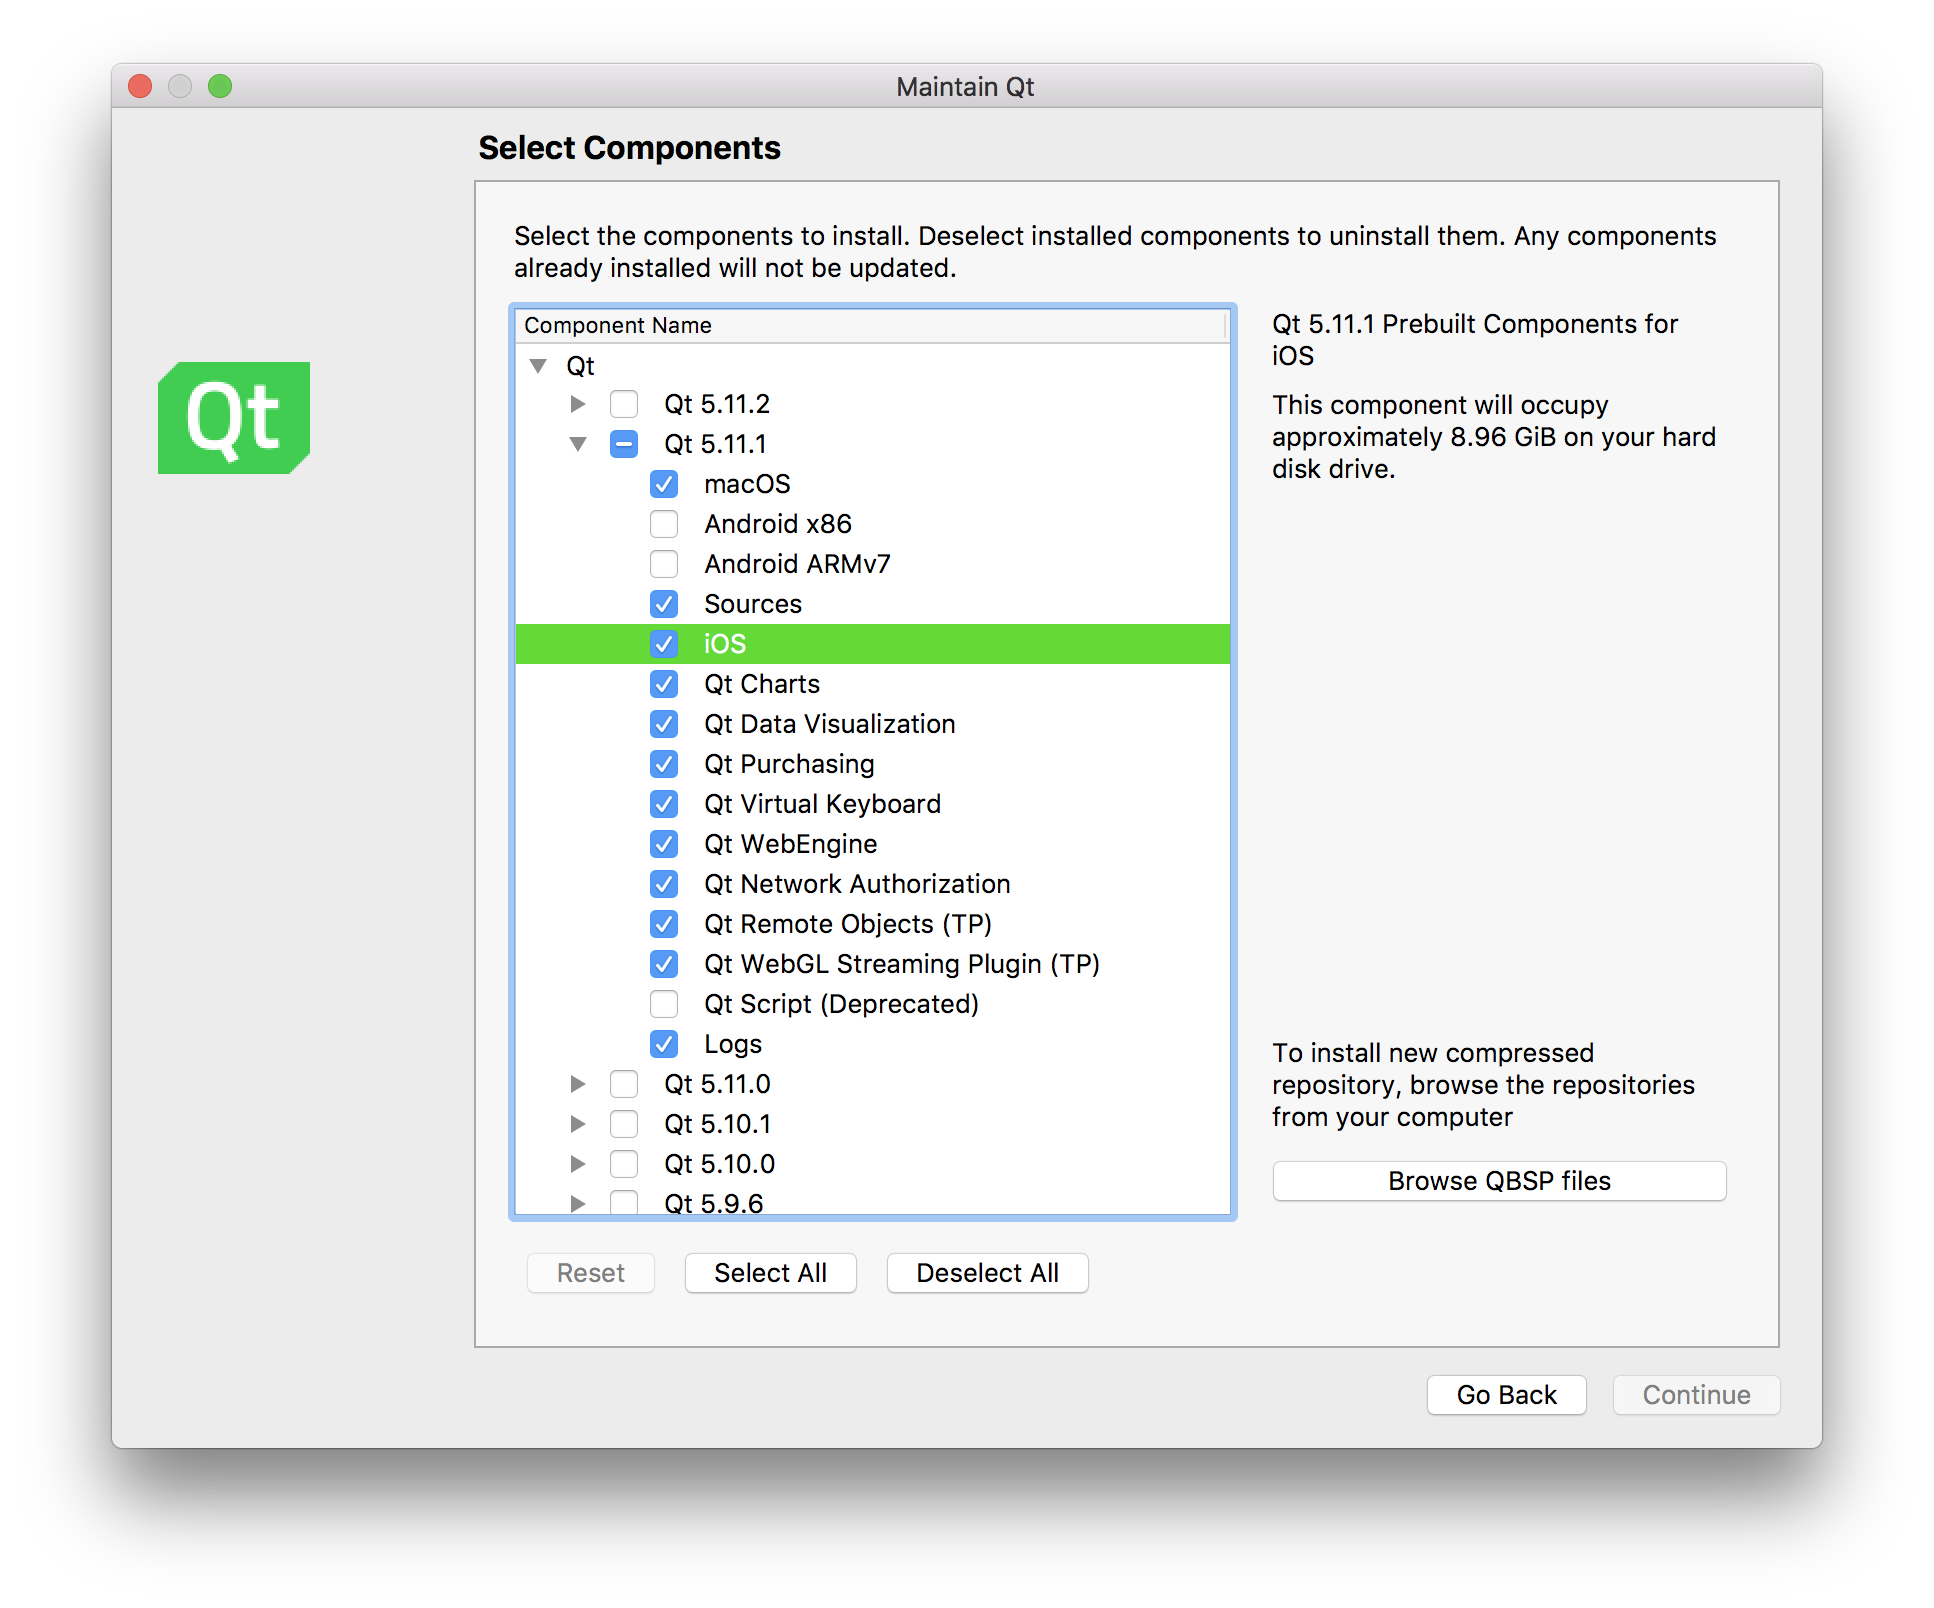 Maintain Qt
Select Components
Select the components to install. Deselect installed components to uninstall them. Any components
already installed will not be updated.
Component Name
Qt
Qt 5.11.2
Qt 5.11.1
macOS
Android x86
Android ARMv7
Sources
iOS
Qt Charts
Qt Data Visualization
Qt Purchasing
Qt Virtual Keyboard
Qt WebEngine
Qt Network Authorization
Qt Remote Objects (TP)
Qt WebGL Streaming Plugin (TP)
Qt Script (Deprecated)
Logs
Qt 5.11.0
Qt 5.10.1
Qt 5.10.0
Qt 5.9.6
Qt 5.11.1 Prebuilt Components for
iOS
This component will occupy
approximately 8.96 GiB on your hard
disk drive.
To install new compressed
repository, browse the repositories
from your computer
Browse QBSP files
Qt
Reset
Select All
Deselect All
Go Back
Continue